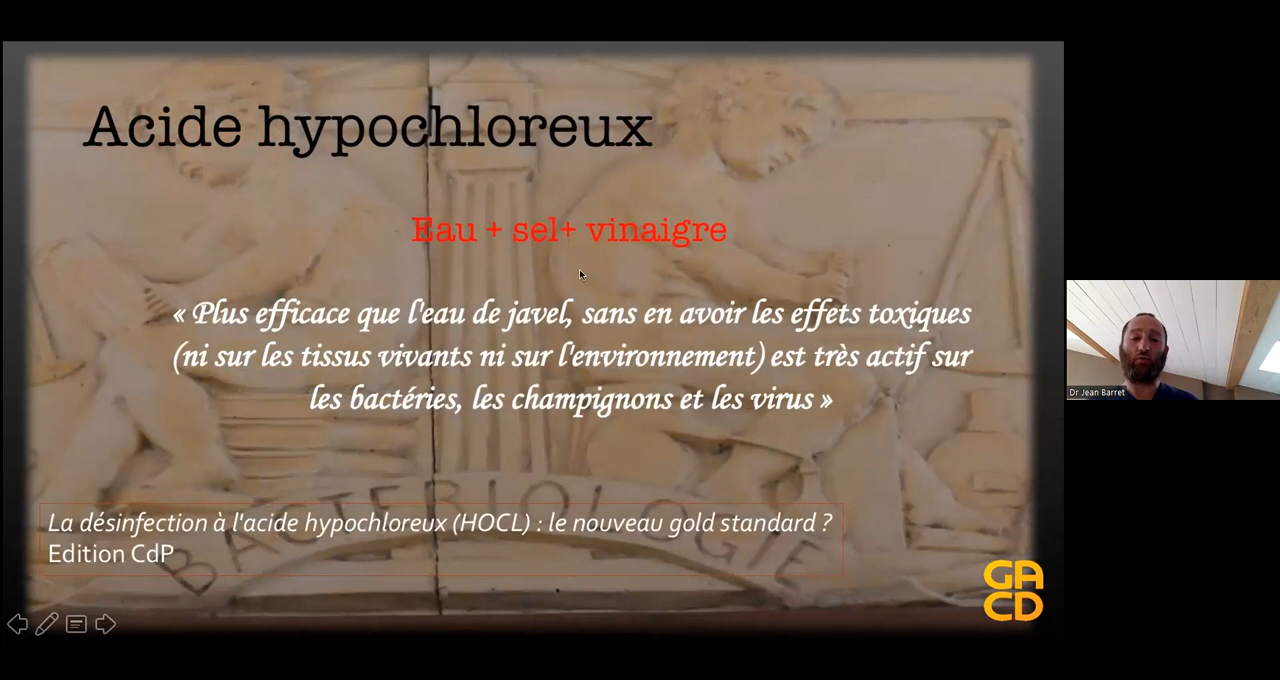 Acide hypochloreux
Eau + sel+ vinaigre
« Plus efficace que l'eau de javel, sans en avoir les effets toxiques
(ni sur les tissus vivants ni sur l'environnement) est très actif sur
les bactéries, les champignons et les virus »
La désinfection à l'acide hypochloreux (HOCL) : le nouveau gold standard ?
Edition CdP
BACTERIOLOGIE
GA
CD
Dr Jean Barret